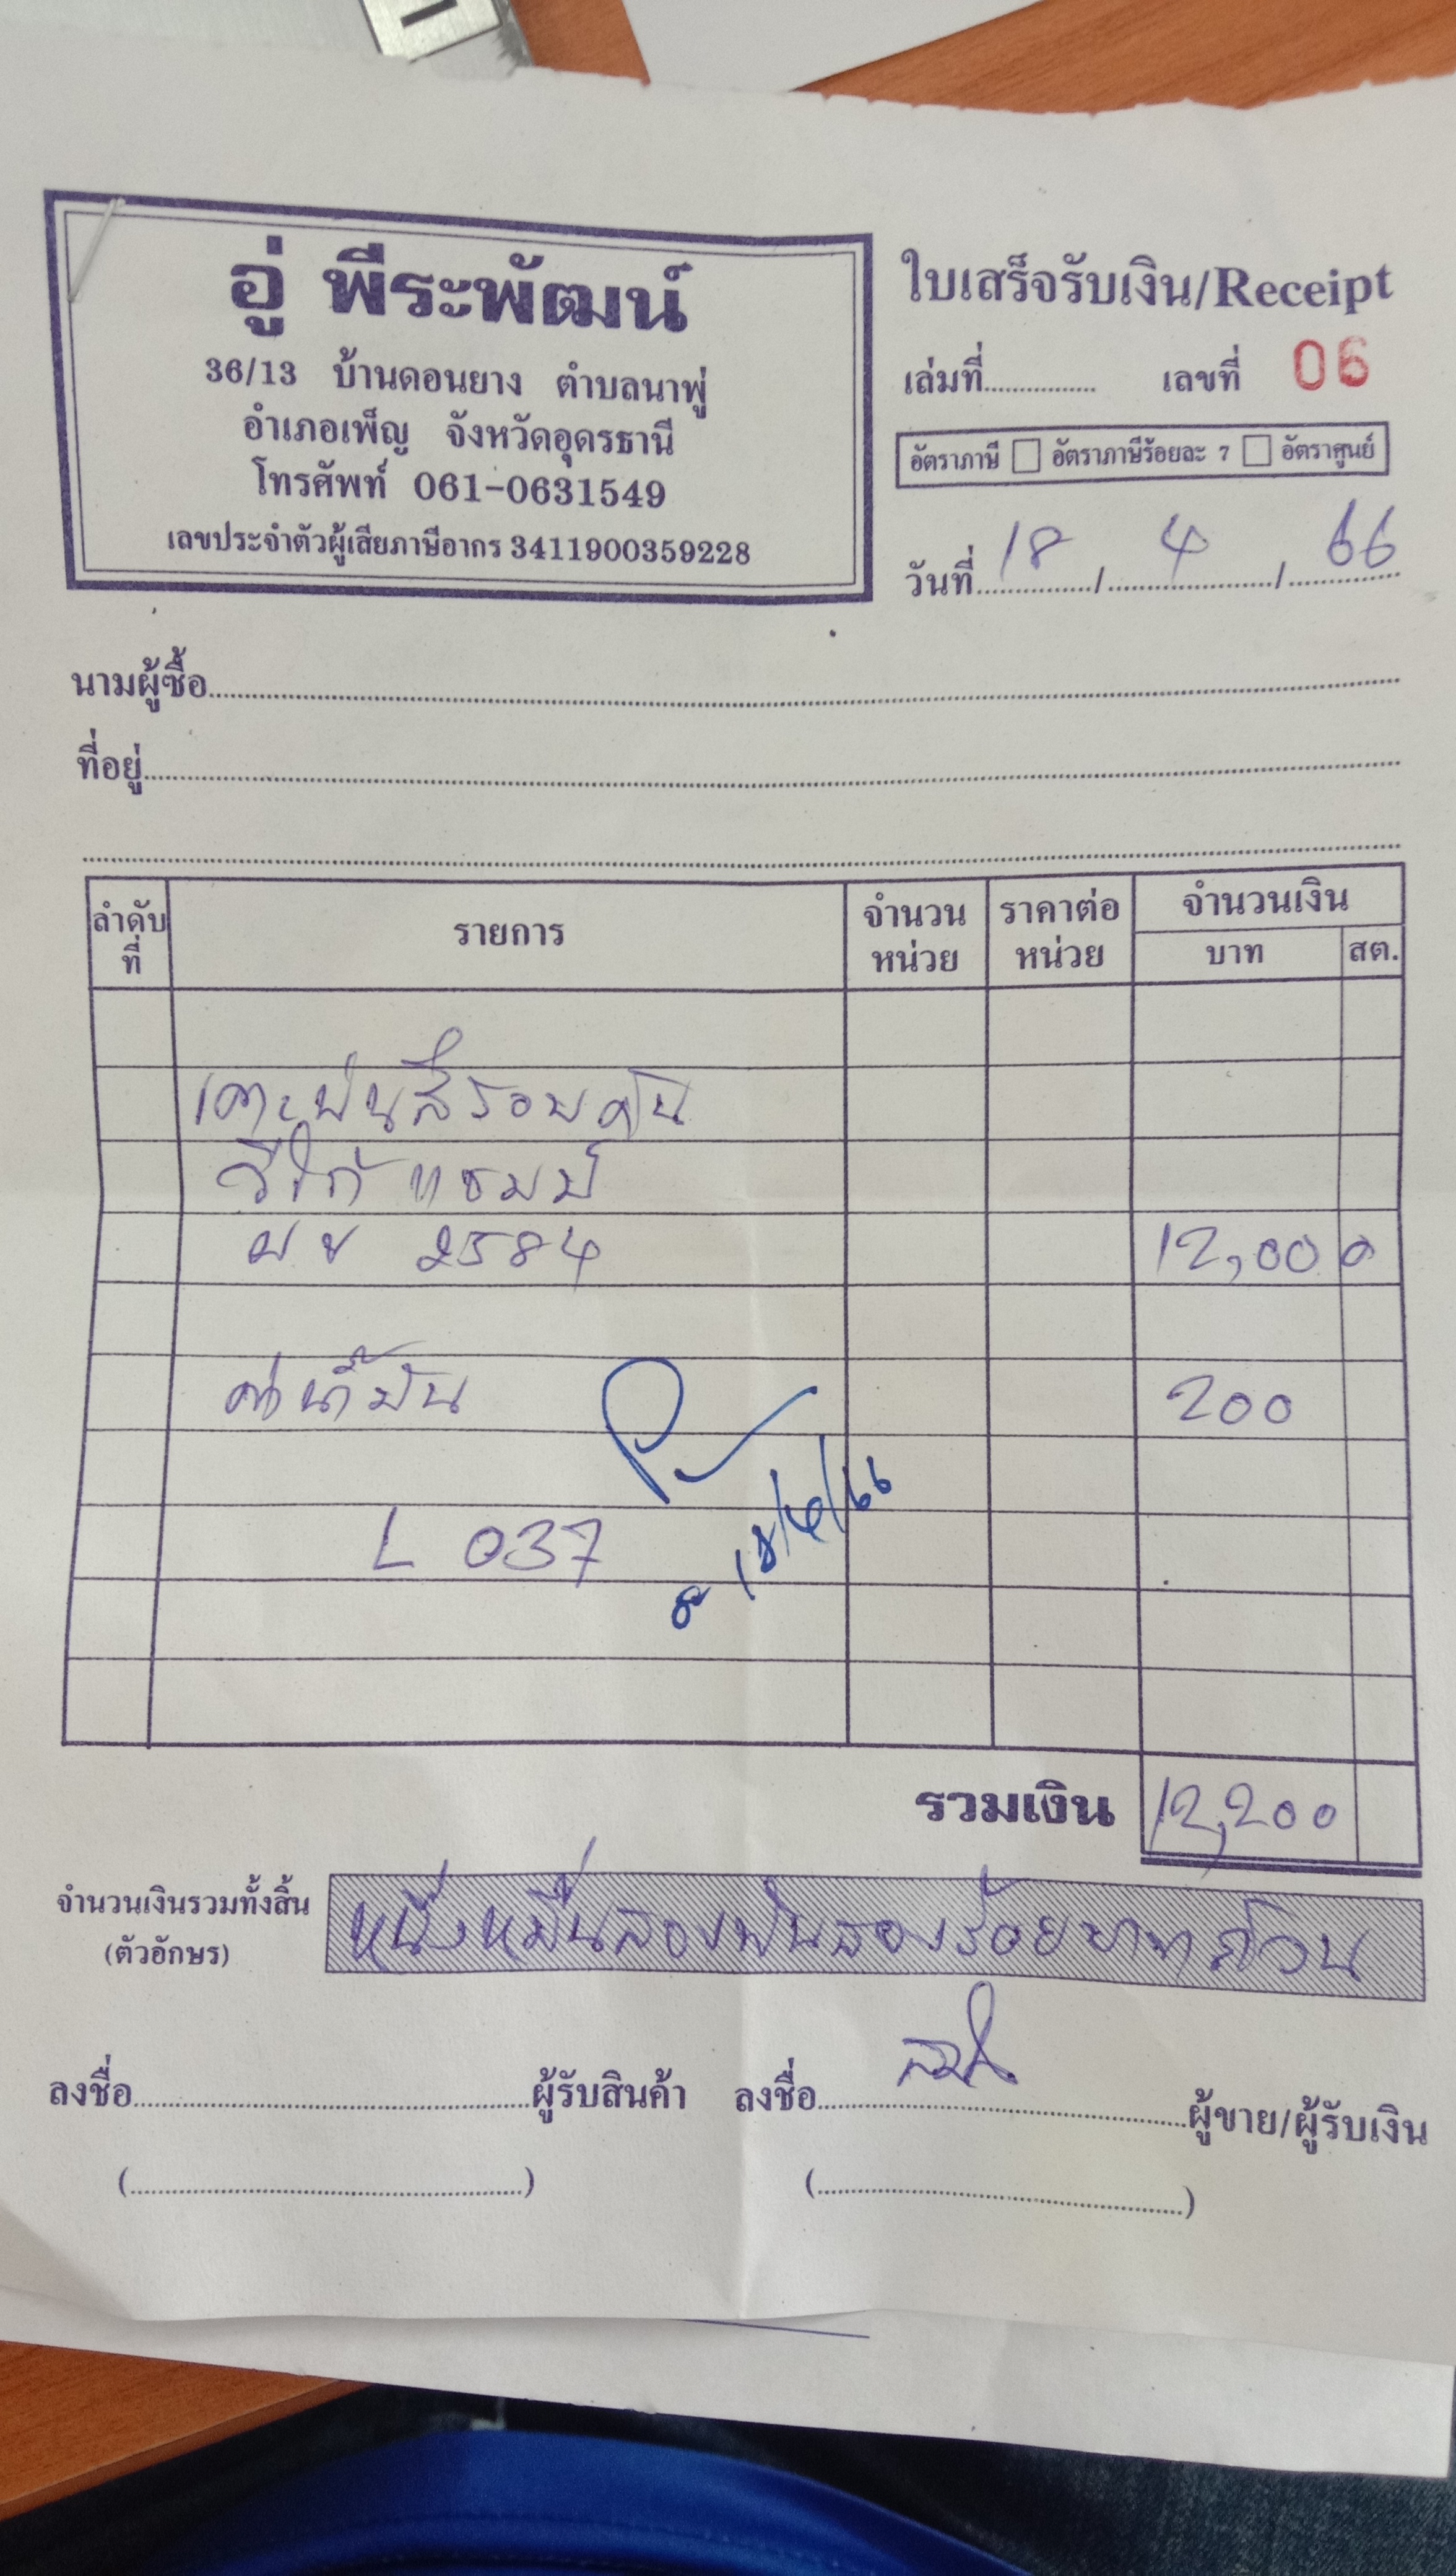 อู่ พีระพัฒน์
36/13 บ้านดอนยาง ตำบลนาพู่
อำเภอเพ็ญ จังหวัดอุดรธานี
โทรศัพท์ 061-0631549
เลขประจำตัวผู้เสียภาษีอากร 3411900359228
ใบเสร็จรับเงิน/Receipt
เล่มที่ เลขที่ 06
อัตราภาษี อัตราภาษีร้อยละ 7 อัตราศูนย์
วันที่ 18 / 4 / 66
นามผู้ซื้อ
ที่อยู่
ลำดับที่ รายการ จำนวนหน่วย ราคาต่อหน่วย จำนวนเงิน
บาท สต.
เคาะพ่นสีรอบคัน
วีโก้ แชมป์
2584 12,000
ค่าน้ำมัน 200
L 037
18/4/66
รวมเงิน 12,200
จำนวนเงินรวมทั้งสิ้น (ตัวอักษร) หนึ่งหมื่นสองพันสองร้อยบาทถ้วน
ลงชื่อ ผู้รับสินค้า ลงชื่อ ผู้ขาย/ผู้รับเงิน